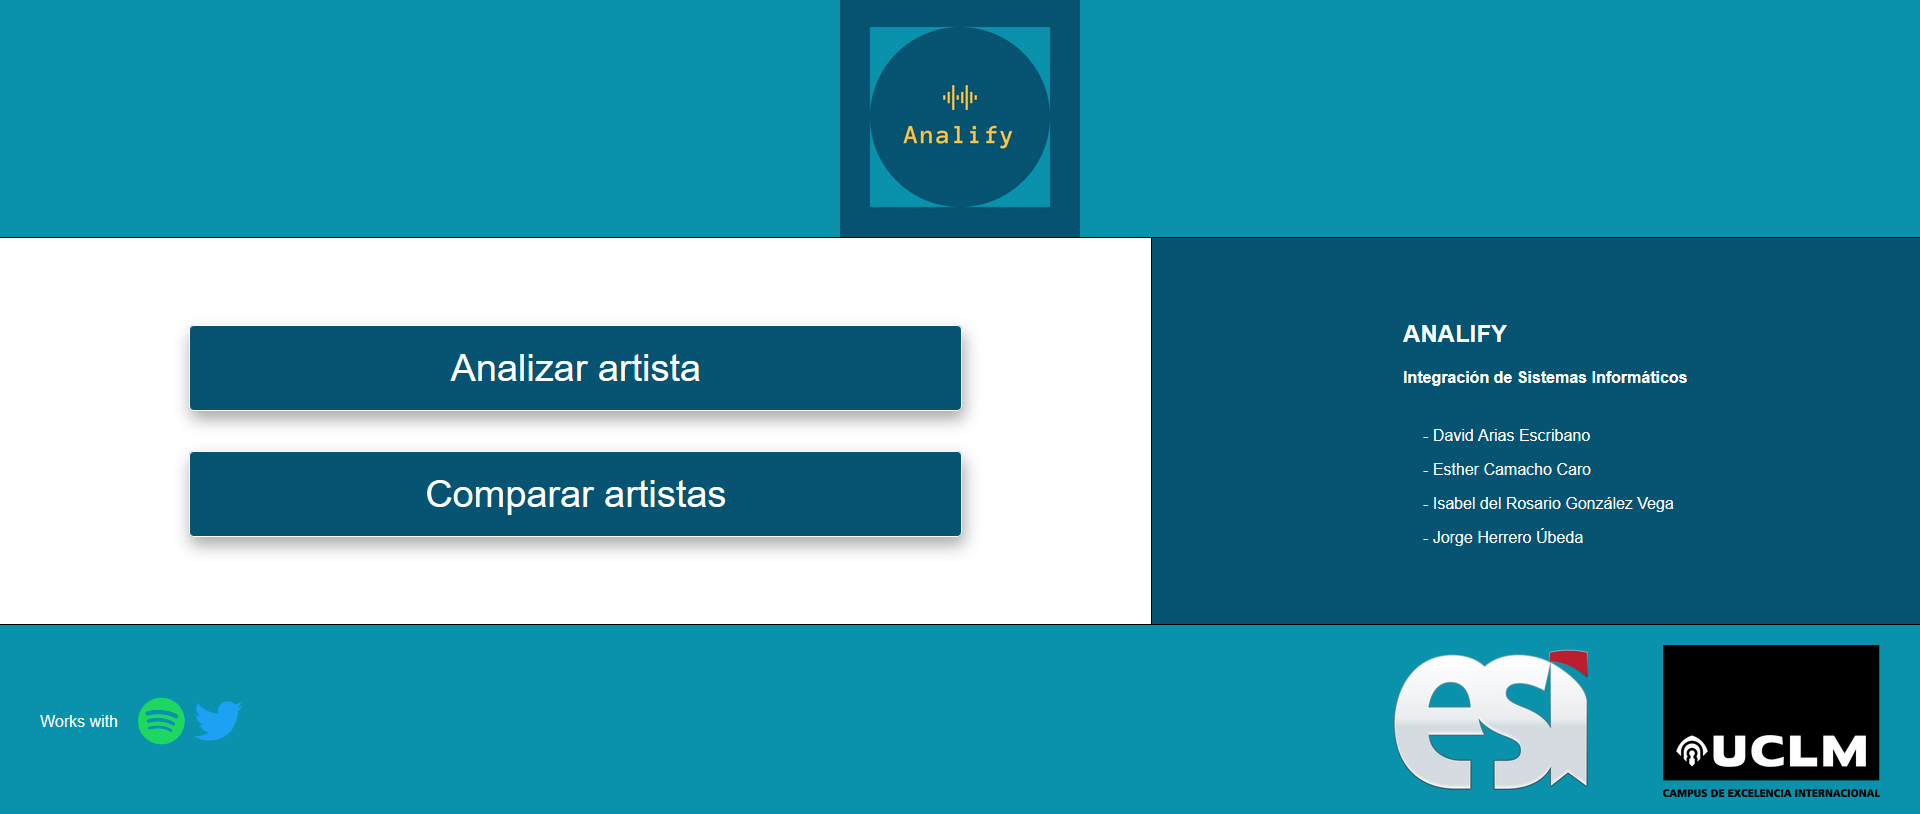 Analify
Analizar artista
Comparar artistas
ANALIFY
Integración de Sistemas Informáticos
- David Arias Escribano
- Esther Camacho Caro
- Isabel del Rosario González Vega
- Jorge Herrero Úbeda
Works with
esi
UCLM
CAMPUS DE EXCELENCIA INTERNACIONAL